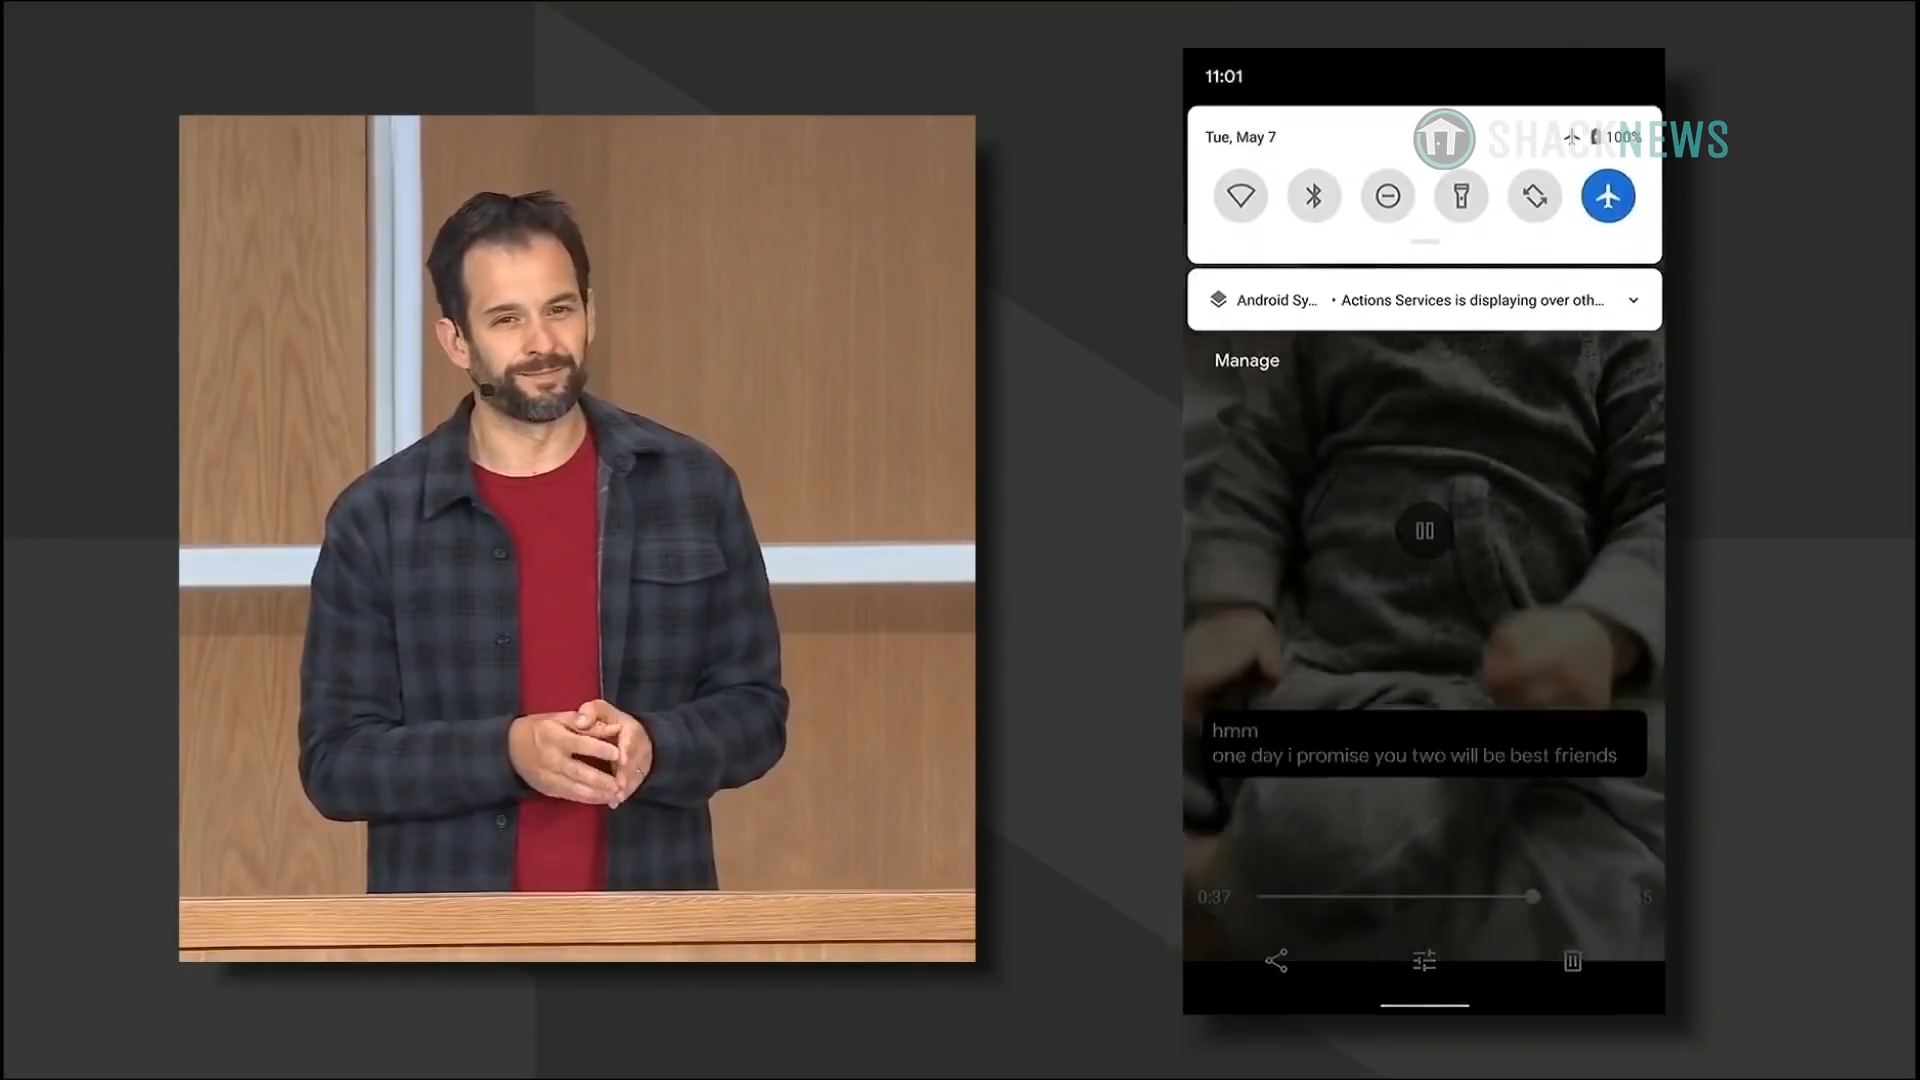 11:01
SHACKNEWS
Tue, May 7
100%
Android Sy... • Actions Services is displaying over oth...
Manage
hmm
one day i promise you two will be best friends
0:37